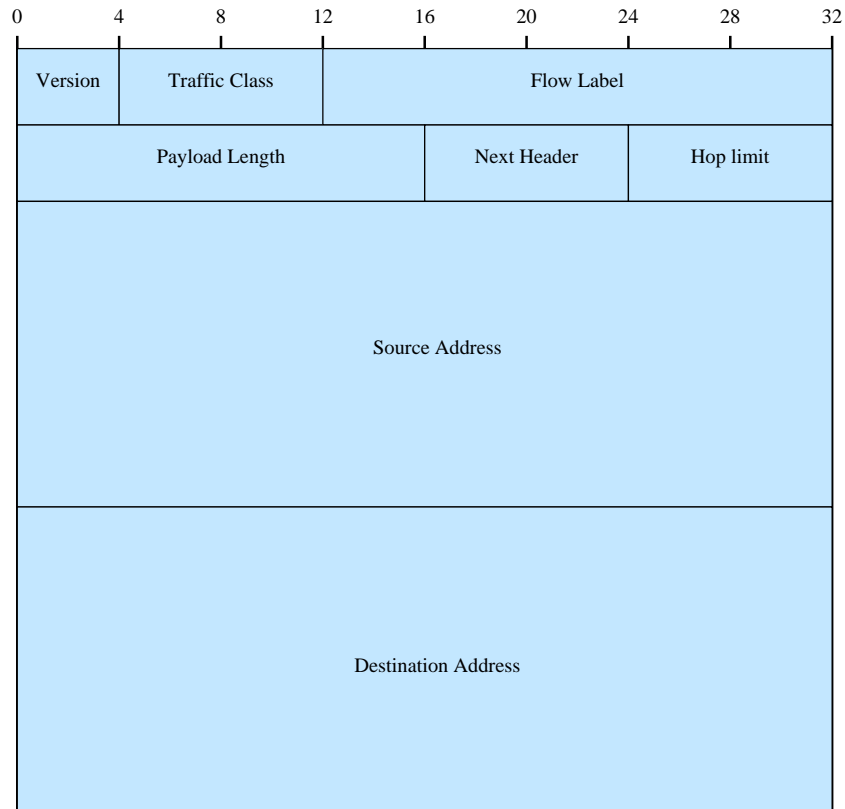 0 4 8 12 16 20 24 28 32
Version Traffic Class Flow Label
Payload Length Next Header Hop limit
Source Address
Destination Address